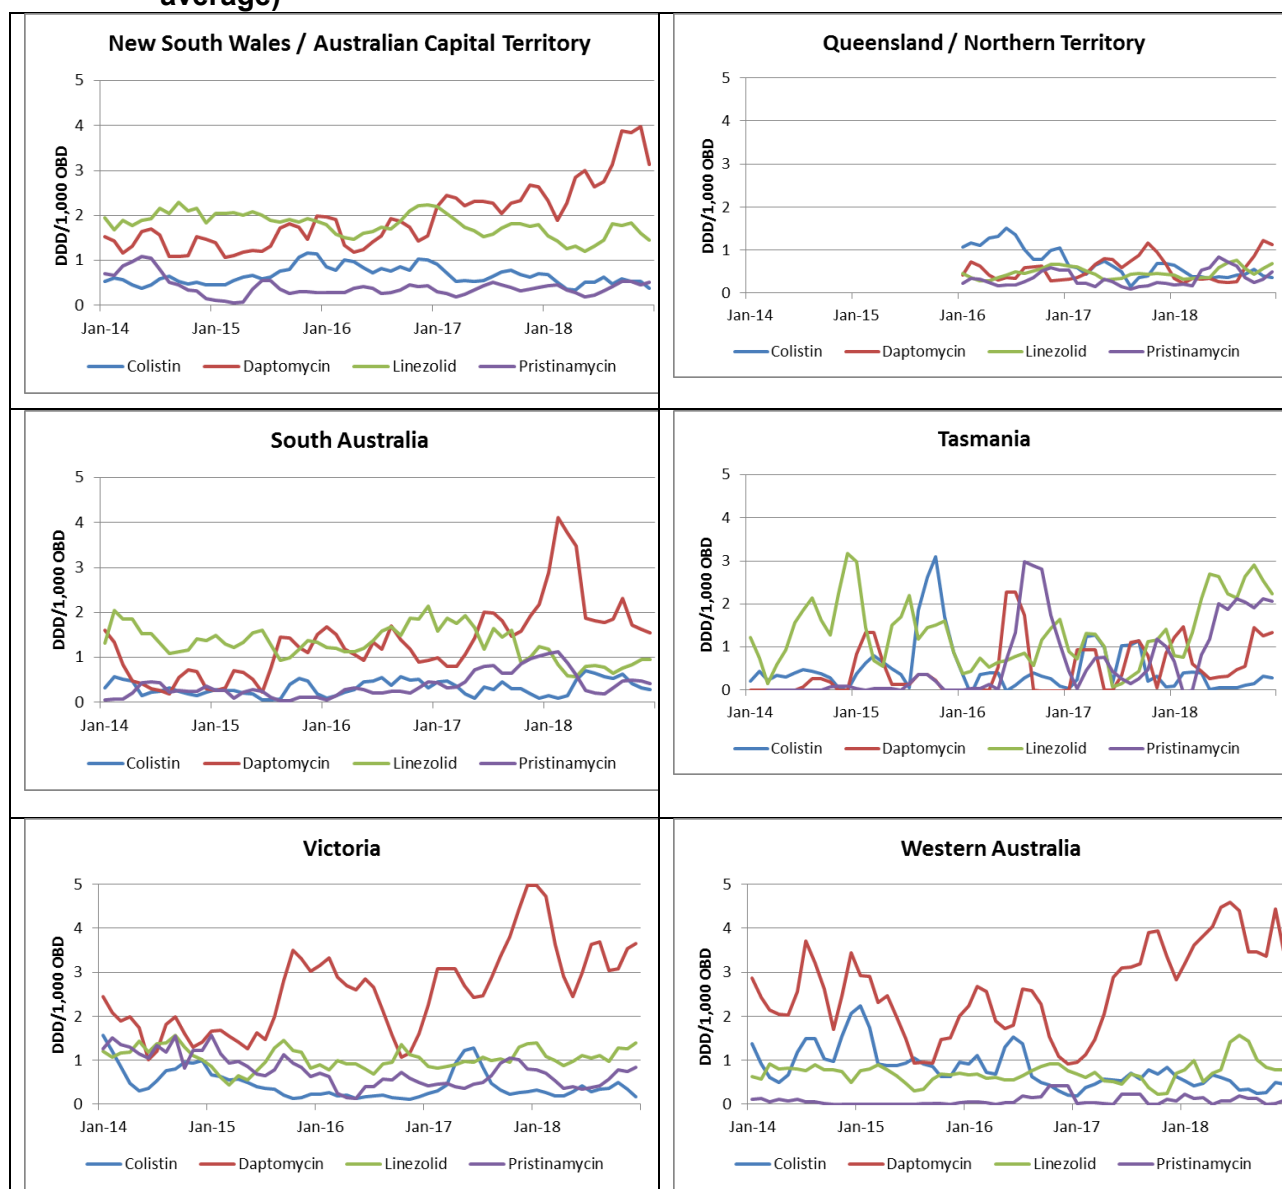 average)
New South Wales / Australian Capital Territory
5
4
3
2
1
0
DDD/1,000 OBD
Jan-14 Jan-15 Jan-16 Jan-17 Jan-18
Colistin Daptomycin Linezolid Pristinamycin
Queensland / Northern Territory
5
4
3
2
1
0
DDD/1,000 OBD
Jan-14 Jan-15 Jan-16 Jan-17 Jan-18
Colistin Daptomycin Linezolid Pristinamycin
South Australia
5
4
3
2
1
0
DDD/1,000 OBD
Jan-14 Jan-15 Jan-16 Jan-17 Jan-18
Colistin Daptomycin Linezolid Pristinamycin
Tasmania
5
4
3
2
1
0
DDD/1,000 OBD
Jan-14 Jan-15 Jan-16 Jan-17 Jan-18
Colistin Daptomycin Linezolid Pristinamycin
Victoria
5
4
3
2
1
0
DDD/1,000 OBD
Jan-14 Jan-15 Jan-16 Jan-17 Jan-18
Colistin Daptomycin Linezolid Pristinamycin
Western Australia
5
4
3
2
1
0
DDD/1,000 OBD
Jan-14 Jan-15 Jan-16 Jan-17 Jan-18
Colistin Daptomycin Linezolid Pristinamycin